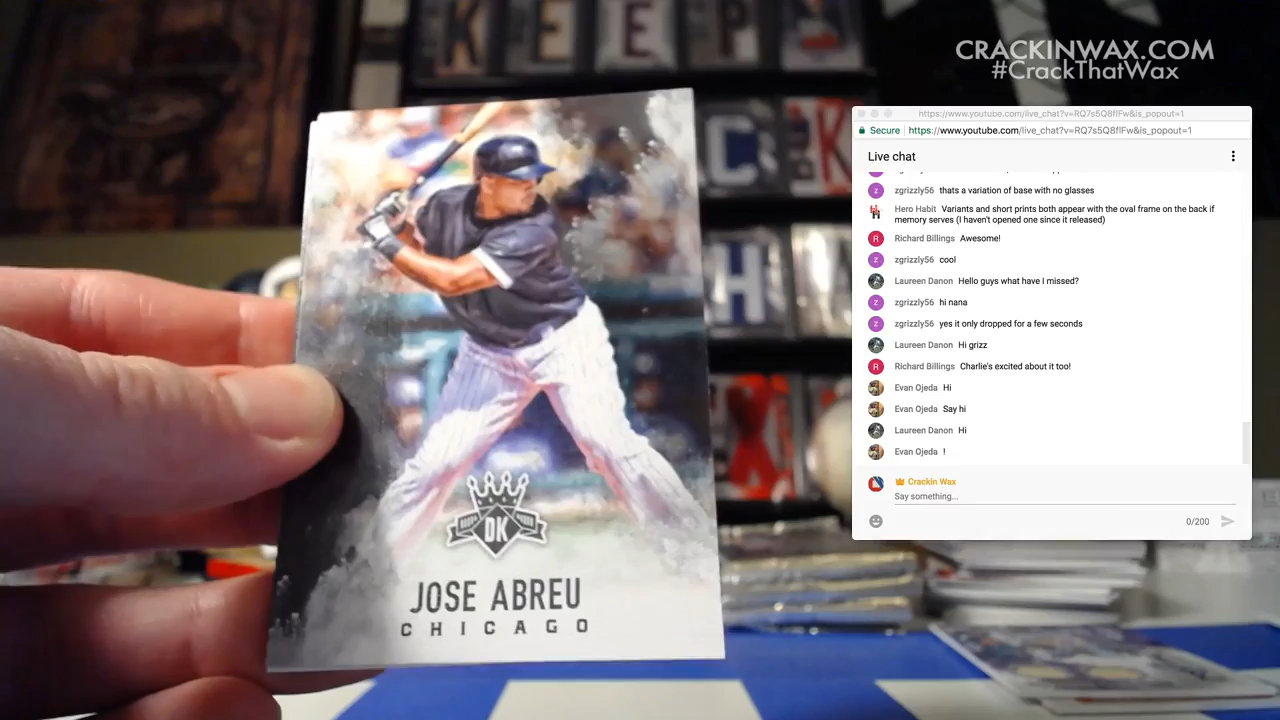 K E E P
CRACKINWAX.COM
#CrackThatWax
https://www.youtube.com/live_chat?v=RQ7s5Q8flFw&is_popout=1
Secure https://www.youtube.com/live_chat?v=RQ7s5Q8flFw&is_popout=1
Live chat
zgrizzly56 thats a variation of base with no glasses
Hero Habit Variants and short prints both appear with the oval frame on the back if
memory serves (I haven't opened one since it released)
Richard Billings Awesome!
zgrizzly56 cool
Laureen Danon Hello guys what have I missed?
zgrizzly56 hi nana
zgrizzly56 yes it only dropped for a few seconds
Laureen Danon Hi grizz
Richard Billings Charlie's excited about it too!
Evan Ojeda Hi
Evan Ojeda Say hi
Laureen Danon Hi
Evan Ojeda !
Crackin Wax
Say something...
0/200
C K
H
X
DK
JOSE ABREU
CHICAGO